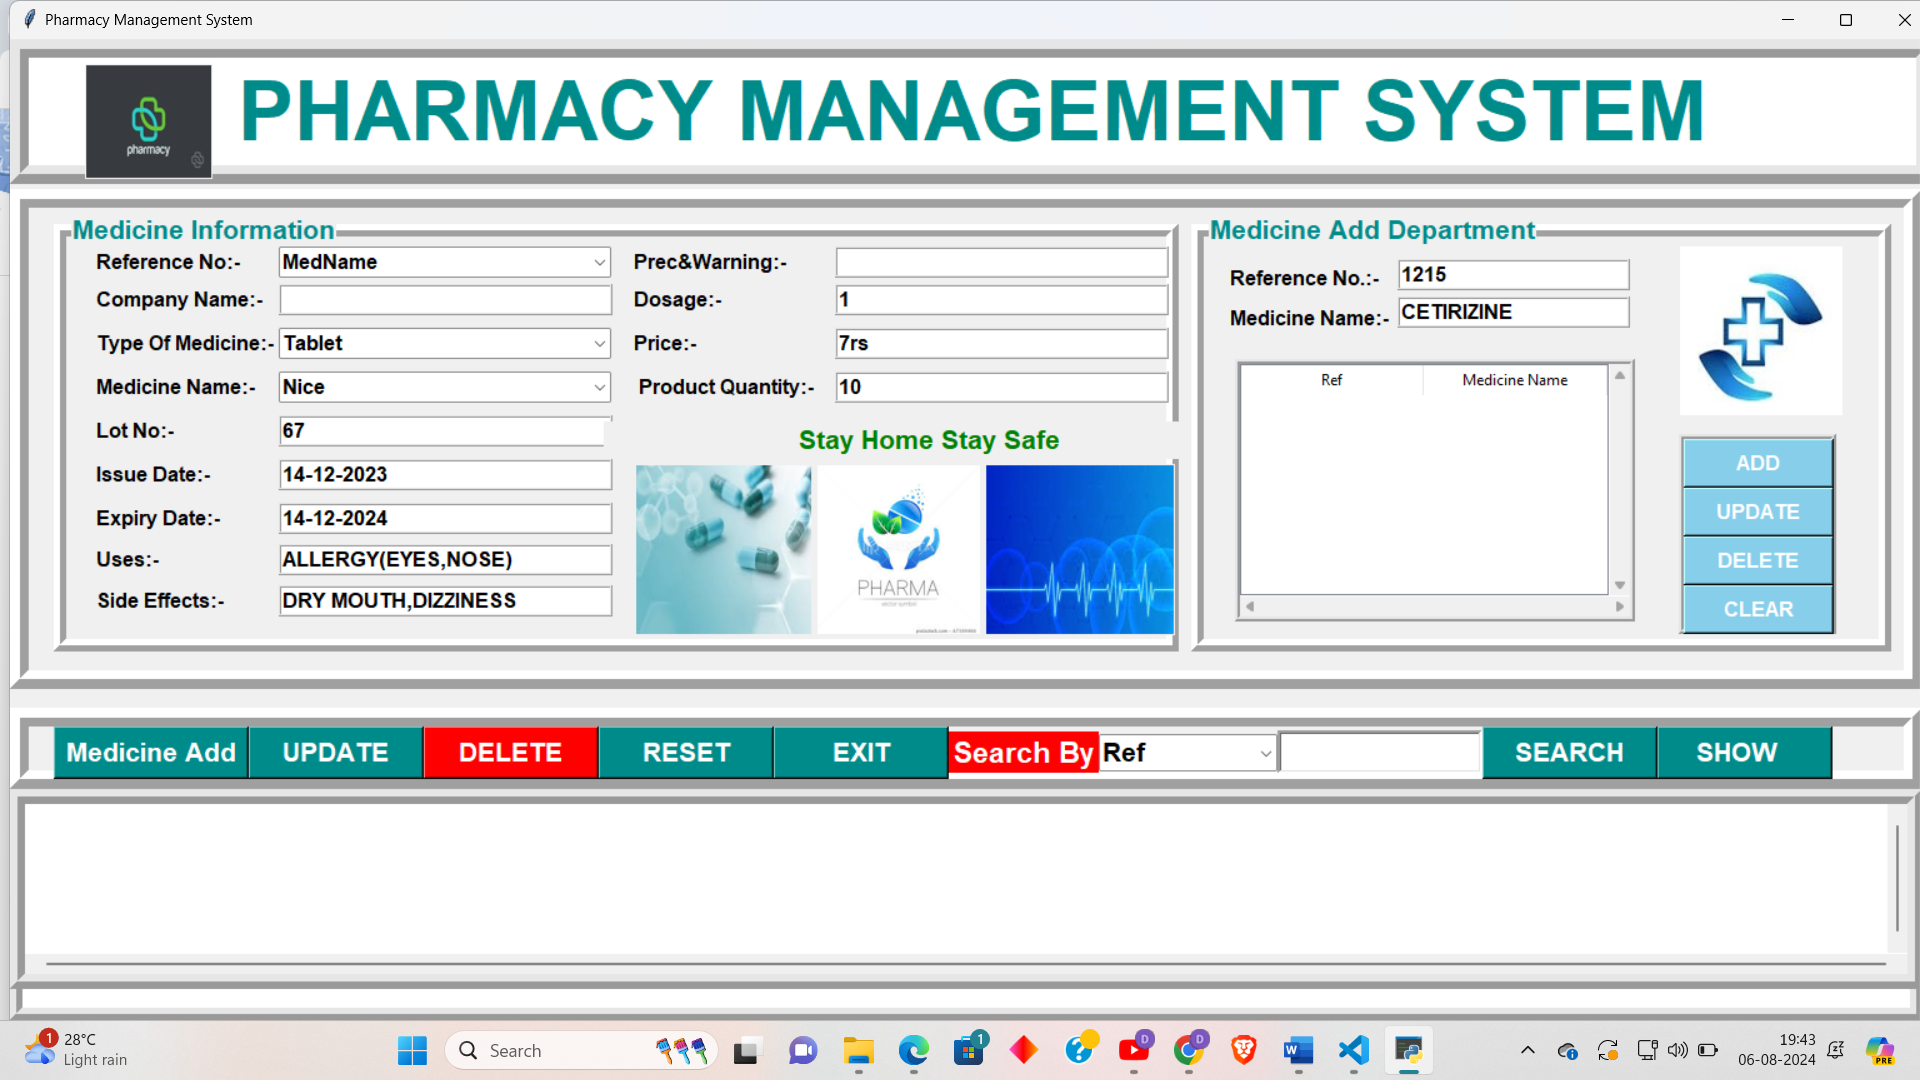 Pharmacy Management System
pharmacy
PHARMACY MANAGEMENT SYSTEM
Medicine Information
Reference No:- MedName
Company Name:-
Type Of Medicine:- Tablet
Medicine Name:- Nice
Lot No:- 67
Issue Date:- 14-12-2023
Expiry Date:- 14-12-2024
Uses:- ALLERGY(EYES,NOSE)
Side Effects:- DRY MOUTH,DIZZINESS
Prec&Warning:-
Dosage:- 1
Price:- 7rs
Product Quantity:- 10
Stay Home Stay Safe
PHARMA
vector symbol
Medicine Add Department
Reference No.:- 1215
Medicine Name:- CETIRIZINE
Ref Medicine Name
ADD
UPDATE
DELETE
CLEAR
Medicine Add UPDATE DELETE RESET EXIT Search By Ref SEARCH SHOW
1
28°C
Light rain
Search
1
D
D
19:43
06-08-2024
PRE